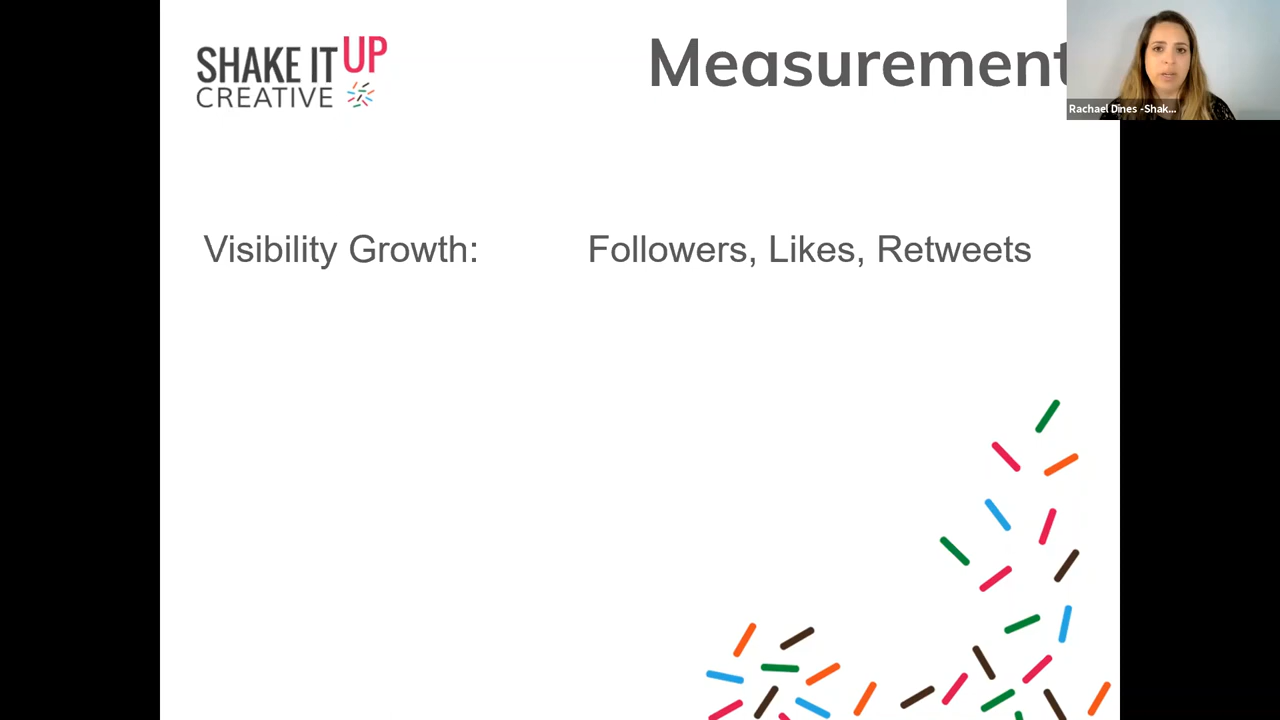 SHAKE IT UP
CREATIVE
Measurement
Rachael Dines -Shak...
Visibility Growth: Followers, Likes, Retweets